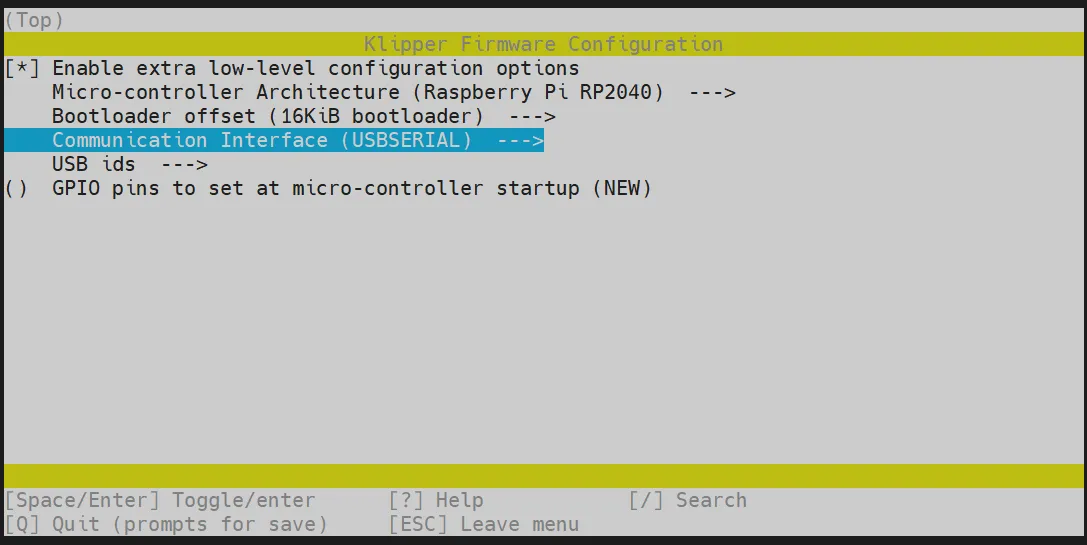 (Top)
Klipper Firmware Configuration
[*] Enable extra low-level configuration options
Micro-controller Architecture (Raspberry Pi RP2040)  --->
Bootloader offset (16KiB bootloader)  --->
Communication Interface (USBSERIAL)  --->
USB ids  --->
()  GPIO pins to set at micro-controller startup (NEW)
[Space/Enter] Toggle/enter      [?] Help            [/] Search
[Q] Quit (prompts for save)     [ESC] Leave menu